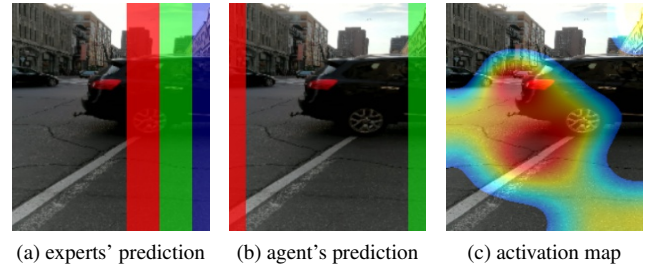 (a) experts' prediction
(b) agent's prediction
(c) activation map